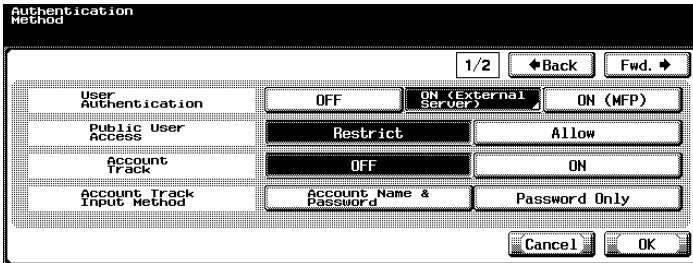 Authentication
Method
1/2 ←Back Fwd. →
User
Authentication
OFF
ON (External
Server)
ON (MFP)
Public User
Access
Restrict
Allow
Account
Track
OFF
ON
Account Track
Input Method
Account Name &
Password
Password Only
Cancel OK